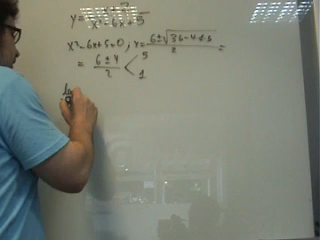 y = x² - 6x + 5
x² - 6x + 5 = 0, x = 6 ± √36 - 4·1·5 / 2 =
= 6 ± 4 / 2 < 5
1